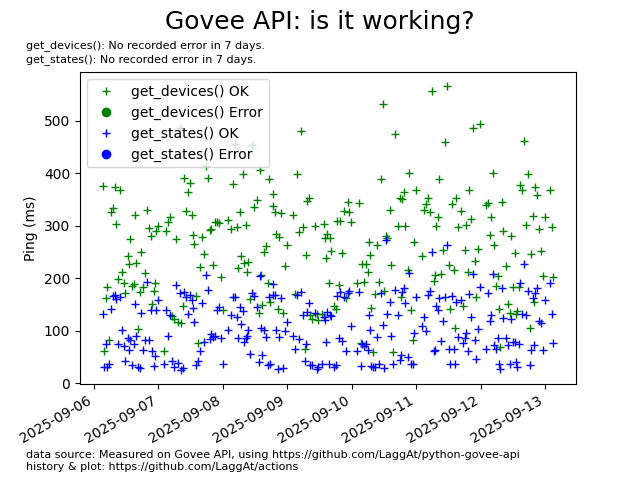 Govee API: is it working?
get_devices(): No recorded error in 7 days.
get_states(): No recorded error in 7 days.
get_devices() OK
get_devices() Error
get_states() OK
get_states() Error
Ping (ms)
500
400
300
200
100
0
2025-09-06
2025-09-07
2025-09-08
2025-09-09
2025-09-10
2025-09-11
2025-09-12
2025-09-13
data source: Measured on Govee API, using https://github.com/LaggAt/python-govee-api
history & plot: https://github.com/LaggAt/actions